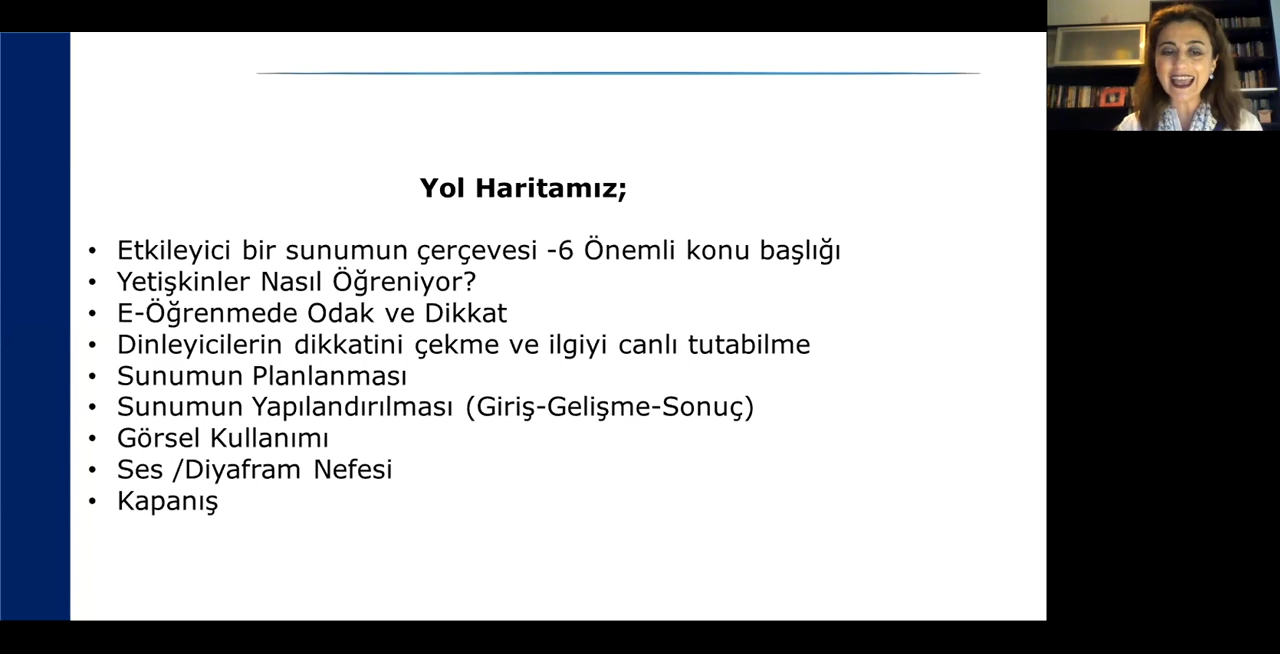 Yol Haritamız;
• Etkileyici bir sunumun çerçevesi -6 Önemli konu başlığı
• Yetişkinler Nasıl Öğreniyor?
• E-Öğrenmede Odak ve Dikkat
• Dinleyicilerin dikkatini çekme ve ilgiyi canlı tutabilme
• Sunumun Planlanması
• Sunumun Yapılandırılması (Giriş-Gelişme-Sonuç)
• Görsel Kullanımı
• Ses /Diyafram Nefesi
• Kapanış